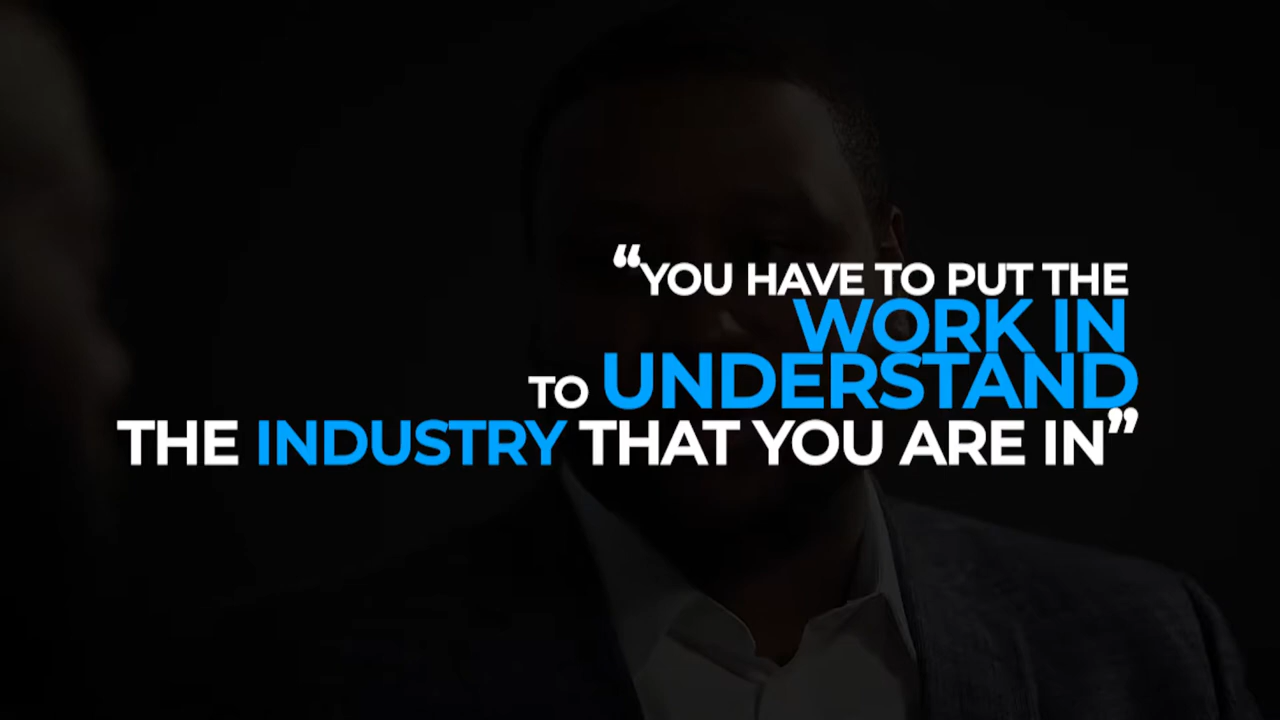 “YOU HAVE TO PUT THE
WORK IN
TO UNDERSTAND
THE INDUSTRY THAT YOU ARE IN”